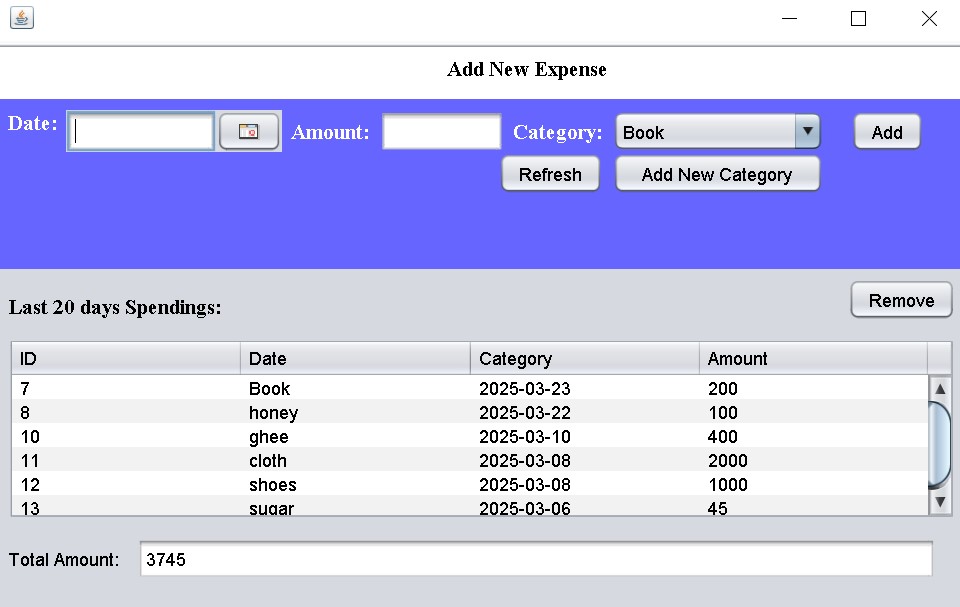 Add New Expense
Date: Amount: Category: Book Add
Refresh Add New Category
Last 20 days Spendings: Remove
ID Date Category Amount
7 Book 2025-03-23 200
8 honey 2025-03-22 100
10 ghee 2025-03-10 400
11 cloth 2025-03-08 2000
12 shoes 2025-03-08 1000
13 sugar 2025-03-06 45
Total Amount: 3745